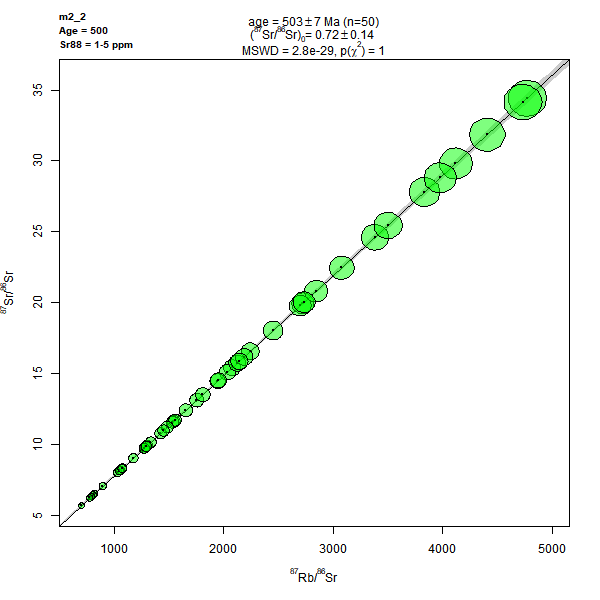 m2_2
Age = 500
Sr88 = 1-5 ppm
age = 503±7 Ma (n=50)
(⁸⁷Sr/⁸⁶Sr)₀= 0.72±0.14
MSWD = 2.8e-29, p(χ²) = 1
35
30
25
20
15
10
5
⁸⁷Sr/⁸⁶Sr
1000 2000 3000 4000 5000
⁸⁷Rb/⁸⁶Sr